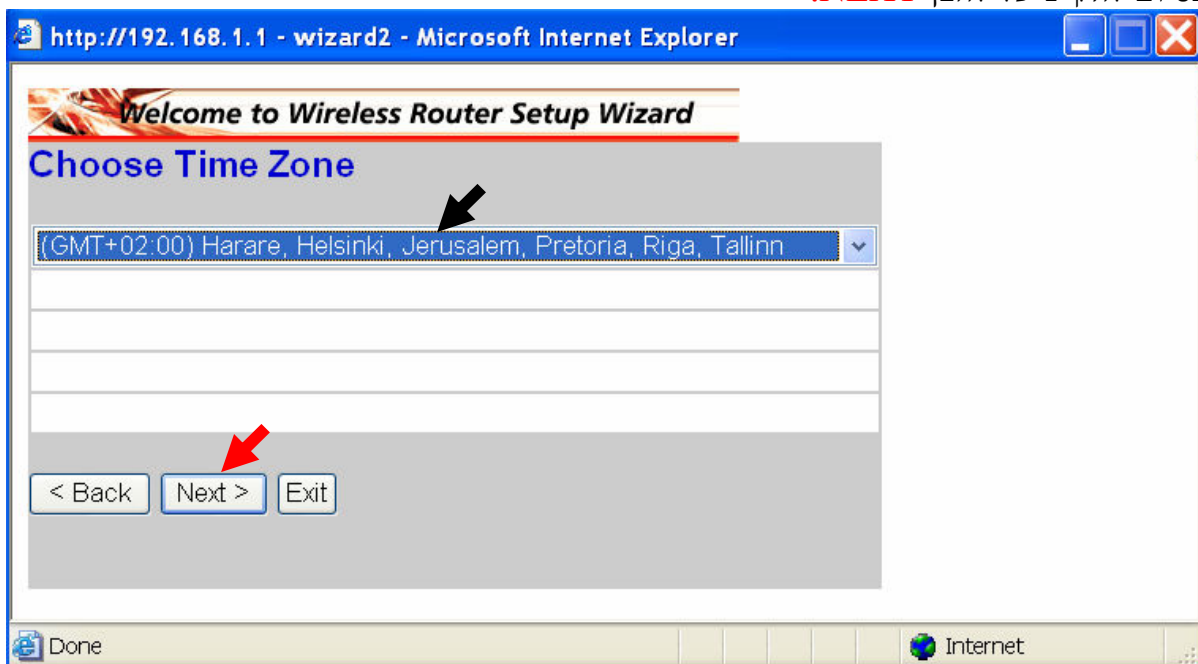 http://192.168.1.1 - wizard2 - Microsoft Internet Explorer
Welcome to Wireless Router Setup Wizard
Choose Time Zone
(GMT+02:00) Harare, Helsinki, Jerusalem, Pretoria, Riga, Tallinn
< Back Next > Exit
Done Internet